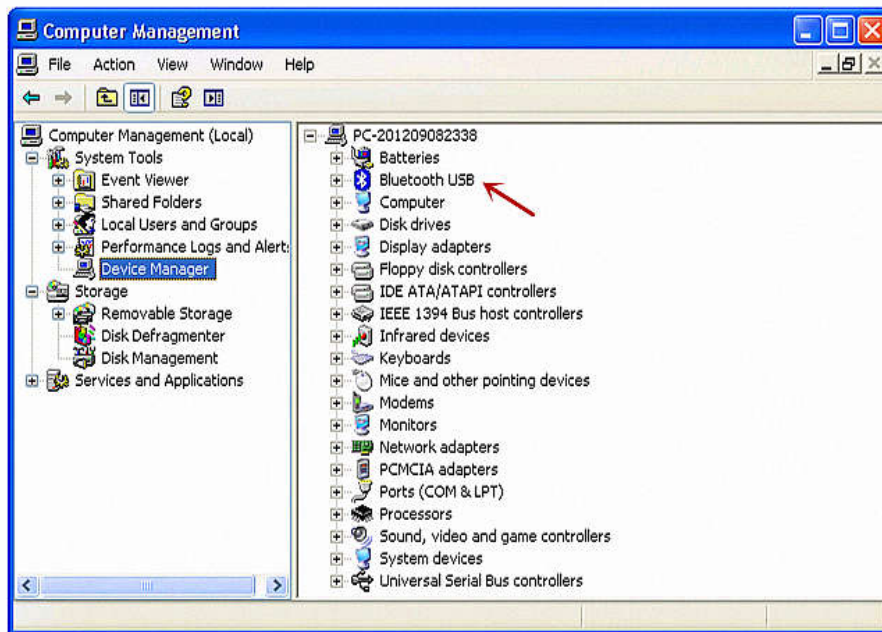 Computer Management
File Action View Window Help
Computer Management (Local)
System Tools
Event Viewer
Shared Folders
Local Users and Groups
Performance Logs and Alert:
Device Manager
Storage
Removable Storage
Disk Defragmenter
Disk Management
Services and Applications
PC-201209082338
Batteries
Bluetooth USB
Computer
Disk drives
Display adapters
Floppy disk controllers
IDE ATA/ATAPI controllers
IEEE 1394 Bus host controllers
Infrared devices
Keyboards
Mice and other pointing devices
Modems
Monitors
Network adapters
PCMCIA adapters
Ports (COM & LPT)
Processors
Sound, video and game controllers
System devices
Universal Serial Bus controllers